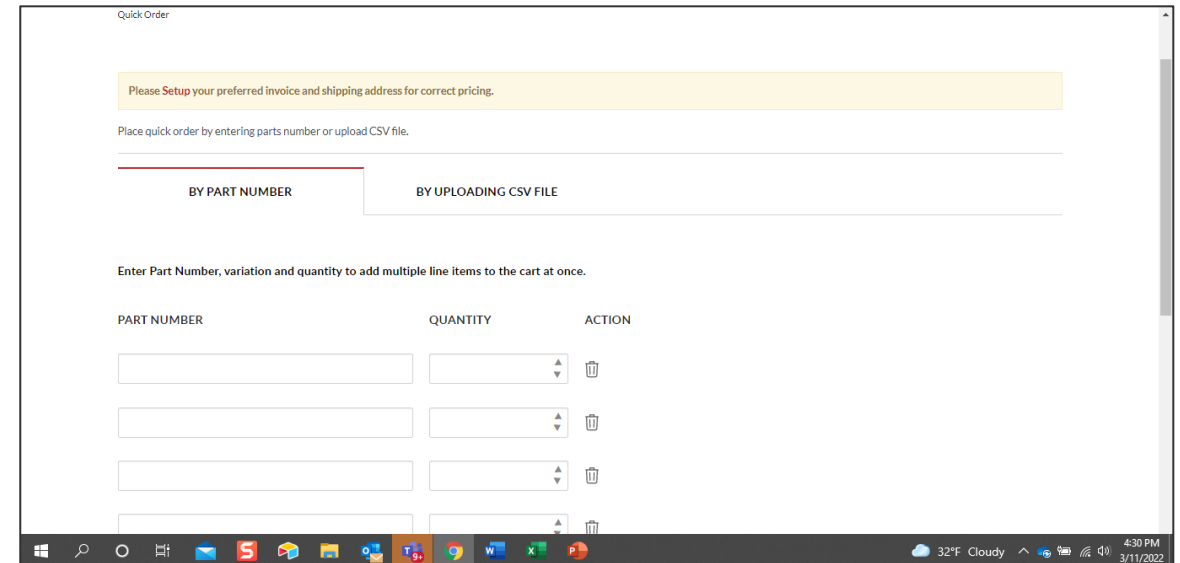 Quick Order
Please Setup your preferred invoice and shipping address for correct pricing.
Place quick order by entering parts number or upload CSV file.
BY PART NUMBER
BY UPLOADING CSV FILE
Enter Part Number, variation and quantity to add multiple line items to the cart at once.
PART NUMBER QUANTITY ACTION
32°F Cloudy
4:30 PM
3/11/2022